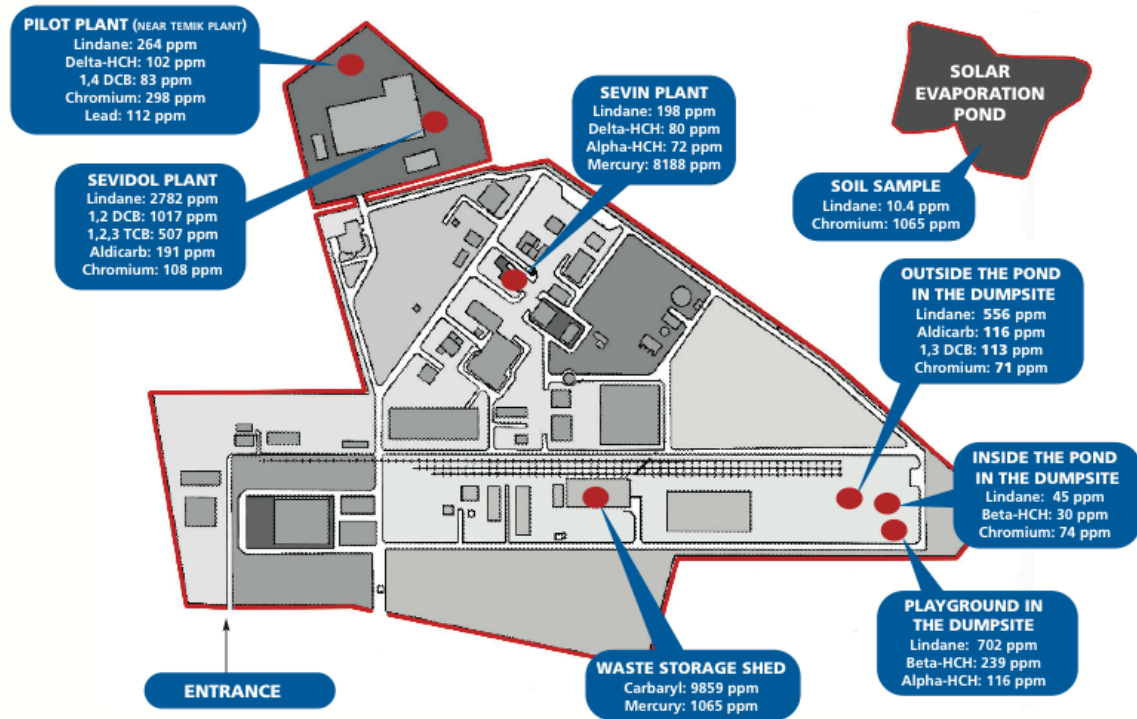 PILOT PLANT (NEAR TEMIK PLANT)
Lindane: 264 ppm
Delta-HCH: 102 ppm
1,4 DCB: 83 ppm
Chromium: 298 ppm
Lead: 112 ppm
SEVIDOL PLANT
Lindane: 2782 ppm
1,2 DCB: 1017 ppm
1,2,3 TCB: 507 ppm
Aldicarb: 191 ppm
Chromium: 108 ppm
SEVIN PLANT
Lindane: 198 ppm
Delta-HCH: 80 ppm
Alpha-HCH: 72 ppm
Mercury: 8188 ppm
SOLAR
EVAPORATION
POND
SOIL SAMPLE
Lindane: 10.4 ppm
Chromium: 1065 ppm
OUTSIDE THE POND
IN THE DUMPSITE
Lindane: 556 ppm
Aldicarb: 116 ppm
1,3 DCB: 113 ppm
Chromium: 71 ppm
INSIDE THE POND
IN THE DUMPSITE
Lindane: 45 ppm
Beta-HCH: 30 ppm
Chromium: 74 ppm
PLAYGROUND IN
THE DUMPSITE
Lindane: 702 ppm
Beta-HCH: 239 ppm
Alpha-HCH: 116 ppm
WASTE STORAGE SHED
Carbaryl: 9859 ppm
Mercury: 1065 ppm
ENTRANCE